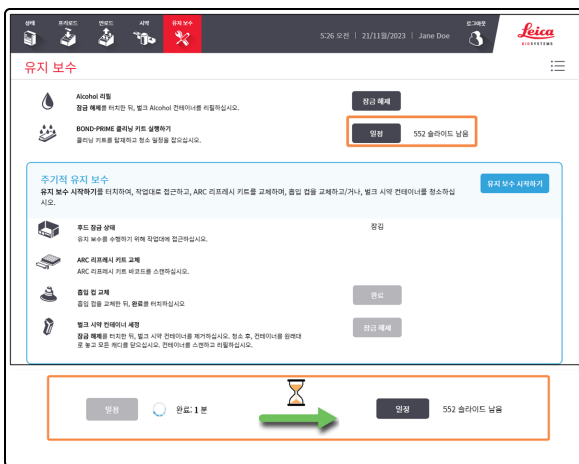 상태 프리로드 언로드 시약 유지 보수 로그아웃
5:26 오전 | 21/11월/2023 | Jane Doe
Leica
BIOSYSTEMS
유지 보수
Alcohol 리필
잠금 해제를 터치한 뒤, 벌크 Alcohol 컨테이너를 리필하십시오.
잠금 해제
BOND-PRIME 클리닝 키트 실행하기
클리닝 키트를 탑재하고 청소 일정을 잡으십시오.
일정 552 슬라이드 남음
주기적 유지 보수
유지 보수 시작하기를 터치하여, 작업대로 접근하고, ARC 리프레시 키트를 교체하며, 흡입 컵을 교체하고/거나, 벌크 시약 컨테이너를 청소하십
시오.
유지 보수 시작하기
후드 잠금 상태
유지 보수를 수행하기 위해 작업대에 접근하십시오.
잠김
ARC 리프레시 키트 교체
ARC 리프레시 키트 바코드를 스캔하십시오.
흡입 컵 교체
흡입 컵을 교체한 뒤, 완료를 터치하십시오
완료
벌크 시약 컨테이너 세정
잠금 해제를 터치한 뒤, 벌크 시약 컨테이너를 제거하십시오. 청소 후, 컨테이너를 원래대
로 놓고 모든 캐디를 닫으십시오. 컨테이너를 스캔하고 리필하십시오.
잠금 해제
일정 완료: 1 분 일정 552 슬라이드 남음